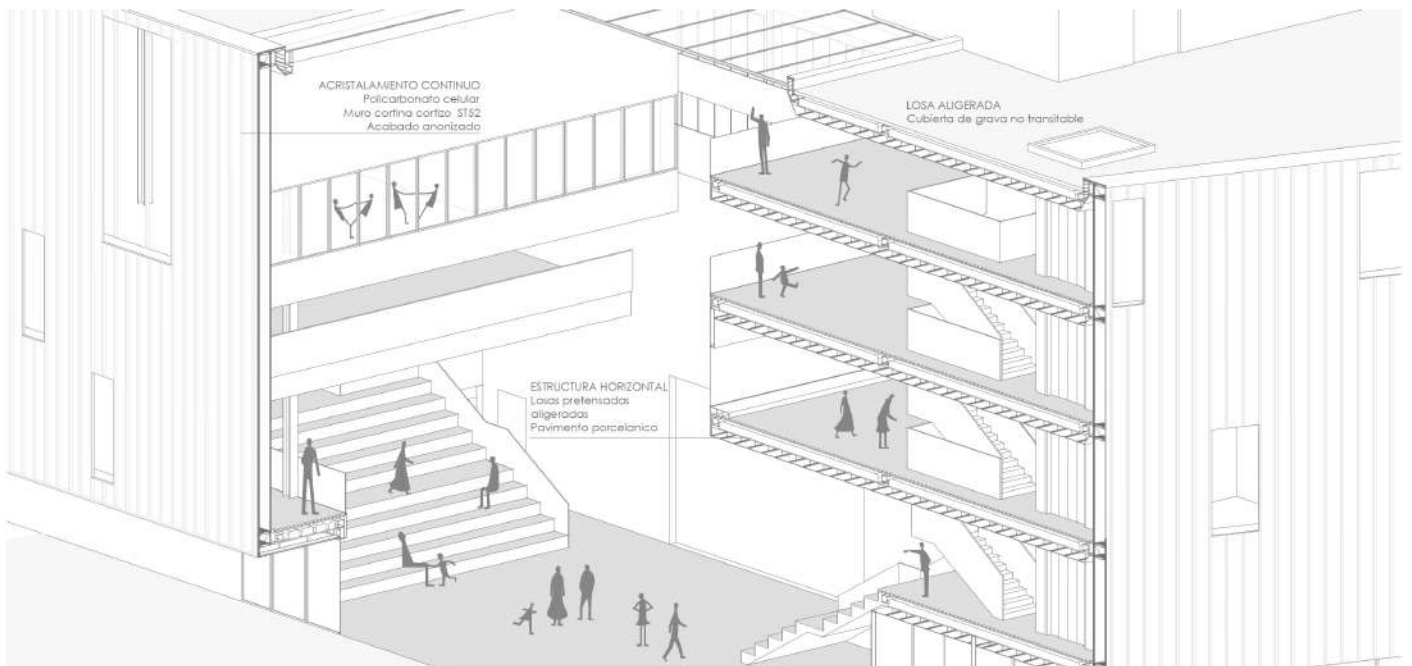 ACRISTALAMIENTO CONTINUO
Policarbonato celular
Muro cortina cortizo ST52
Acabado anonizado
LOSA ALIGERADA
Cubierta de grava no transitable
ESTRUCTURA HORIZONTAL
Losas pretensadas
aligeradas
Pavimento porcelanico